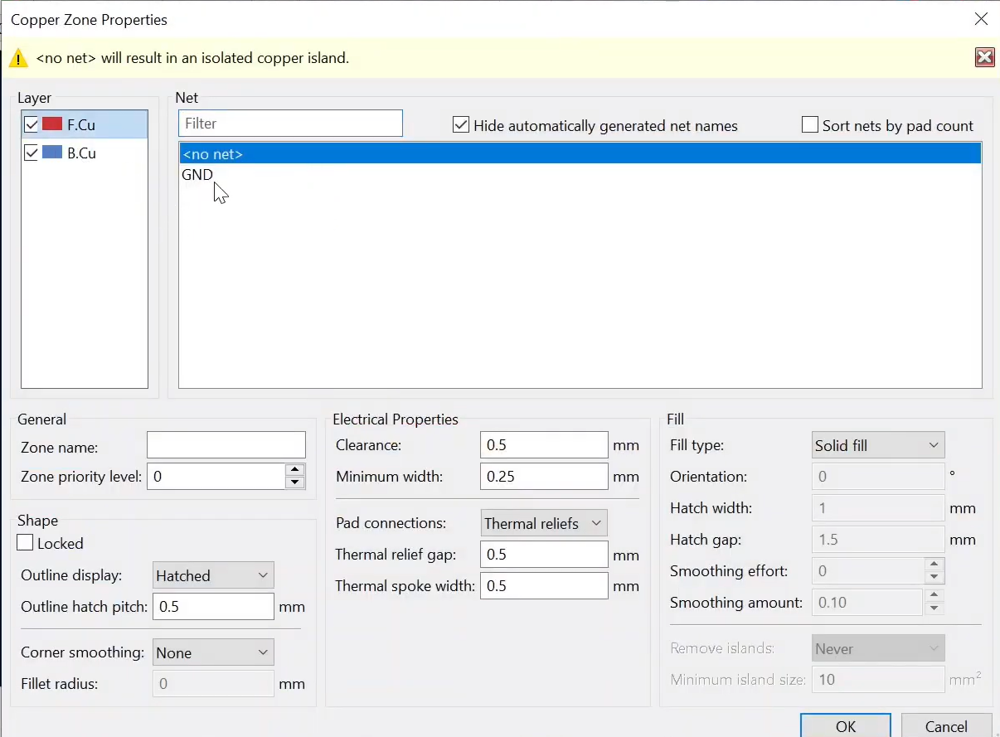 Copper Zone Properties
<no net> will result in an isolated copper island.
Layer
F.Cu
B.Cu
Net
Filter
Hide automatically generated net names
Sort nets by pad count
<no net>
GND
General
Zone name:
Zone priority level: 0
Shape
Locked
Outline display: Hatched
Outline hatch pitch: 0.5 mm
Corner smoothing: None
Fillet radius: 0 mm
Electrical Properties
Clearance: 0.5 mm
Minimum width: 0.25 mm
Pad connections: Thermal reliefs
Thermal relief gap: 0.5 mm
Thermal spoke width: 0.5 mm
Fill
Fill type: Solid fill
Orientation: 0 °
Hatch width: 1 mm
Hatch gap: 1.5 mm
Smoothing effort: 0
Smoothing amount: 0.10
Remove islands: Never
Minimum island size: 10 mm²
OK
Cancel